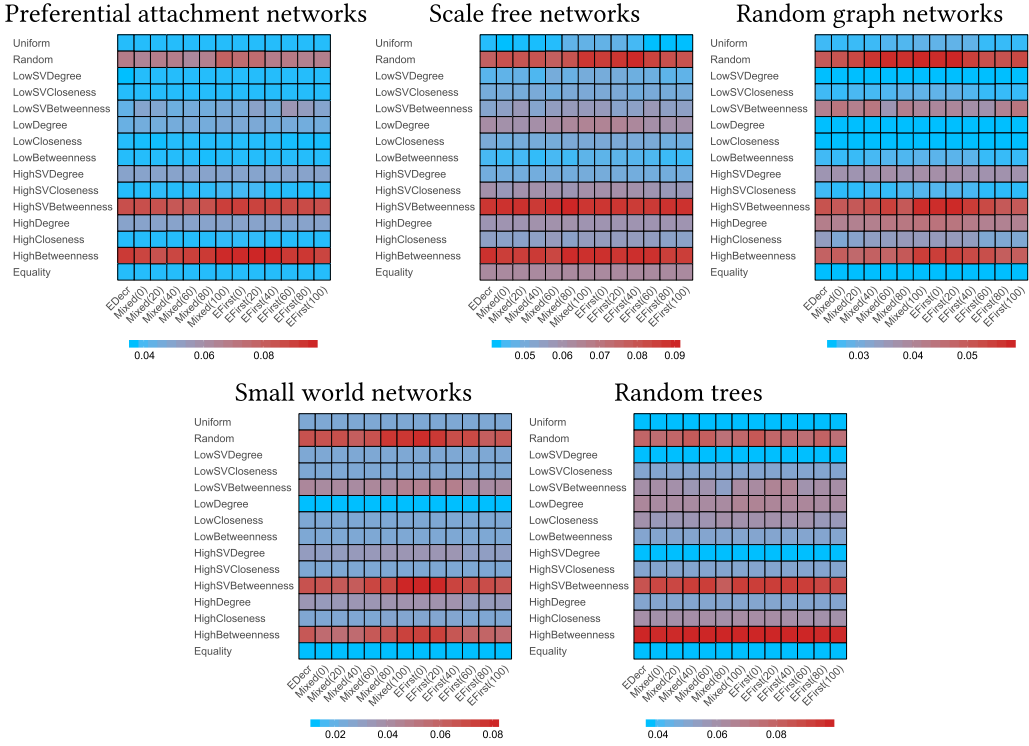 Preferential attachment networks
Uniform
Random
LowSVDegree
LowSVCloseness
LowSVBetweenness
LowDegree
LowCloseness
LowBetweenness
HighSVDegree
HighSVCloseness
HighSVBetweenness
HighDegree
HighCloseness
HighBetweenness
Equality
EDecr
Mixed(0)
Mixed(20)
Mixed(40)
Mixed(60)
Mixed(80)
Mixed(100)
EFirst(0)
EFirst(20)
EFirst(40)
EFirst(60)
EFirst(80)
EFirst(100)
0.04 0.06 0.08
Scale free networks
Uniform
Random
LowSVDegree
LowSVCloseness
LowSVBetweenness
LowDegree
LowCloseness
LowBetweenness
HighSVDegree
HighSVCloseness
HighSVBetweenness
HighDegree
HighCloseness
HighBetweenness
Equality
EDecr
Mixed(0)
Mixed(20)
Mixed(40)
Mixed(60)
Mixed(80)
Mixed(100)
EFirst(0)
EFirst(20)
EFirst(40)
EFirst(60)
EFirst(80)
EFirst(100)
0.05 0.06 0.07 0.08 0.09
Random graph networks
Uniform
Random
LowSVDegree
LowSVCloseness
LowSVBetweenness
LowDegree
LowCloseness
LowBetweenness
HighSVDegree
HighSVCloseness
HighSVBetweenness
HighDegree
HighCloseness
HighBetweenness
Equality
EDecr
Mixed(0)
Mixed(20)
Mixed(40)
Mixed(60)
Mixed(80)
Mixed(100)
EFirst(0)
EFirst(20)
EFirst(40)
EFirst(60)
EFirst(80)
EFirst(100)
0.03 0.04 0.05
Small world networks
Uniform
Random
LowSVDegree
LowSVCloseness
LowSVBetweenness
LowDegree
LowCloseness
LowBetweenness
HighSVDegree
HighSVCloseness
HighSVBetweenness
HighDegree
HighCloseness
HighBetweenness
Equality
EDecr
Mixed(0)
Mixed(20)
Mixed(40)
Mixed(60)
Mixed(80)
Mixed(100)
EFirst(0)
EFirst(20)
EFirst(40)
EFirst(60)
EFirst(80)
EFirst(100)
0.02 0.04 0.06 0.08
Random trees
Uniform
Random
LowSVDegree
LowSVCloseness
LowSVBetweenness
LowDegree
LowCloseness
LowBetweenness
HighSVDegree
HighSVCloseness
HighSVBetweenness
HighDegree
HighCloseness
HighBetweenness
Equality
EDecr
Mixed(0)
Mixed(20)
Mixed(40)
Mixed(60)
Mixed(80)
Mixed(100)
EFirst(0)
EFirst(20)
EFirst(40)
EFirst(60)
EFirst(80)
EFirst(100)
0.04 0.06 0.08